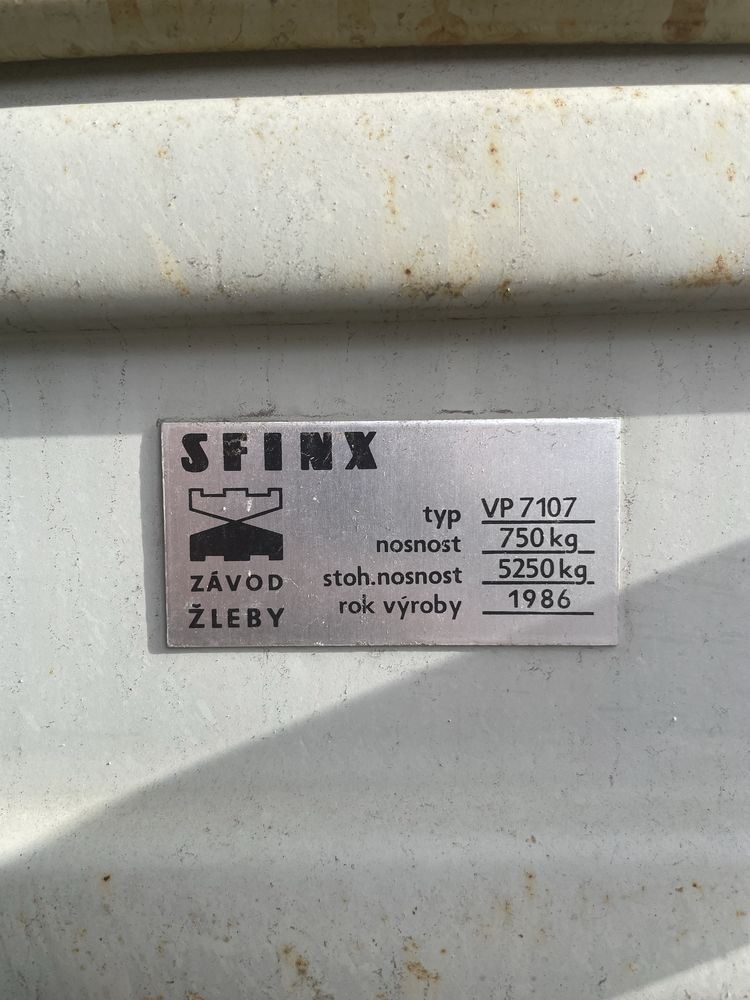 SFINX
ZÁVOD
ŽLEBY
typ VP 7107
nosnost 750 kg
stoh.nosnost 5250 kg
rok výroby 1986